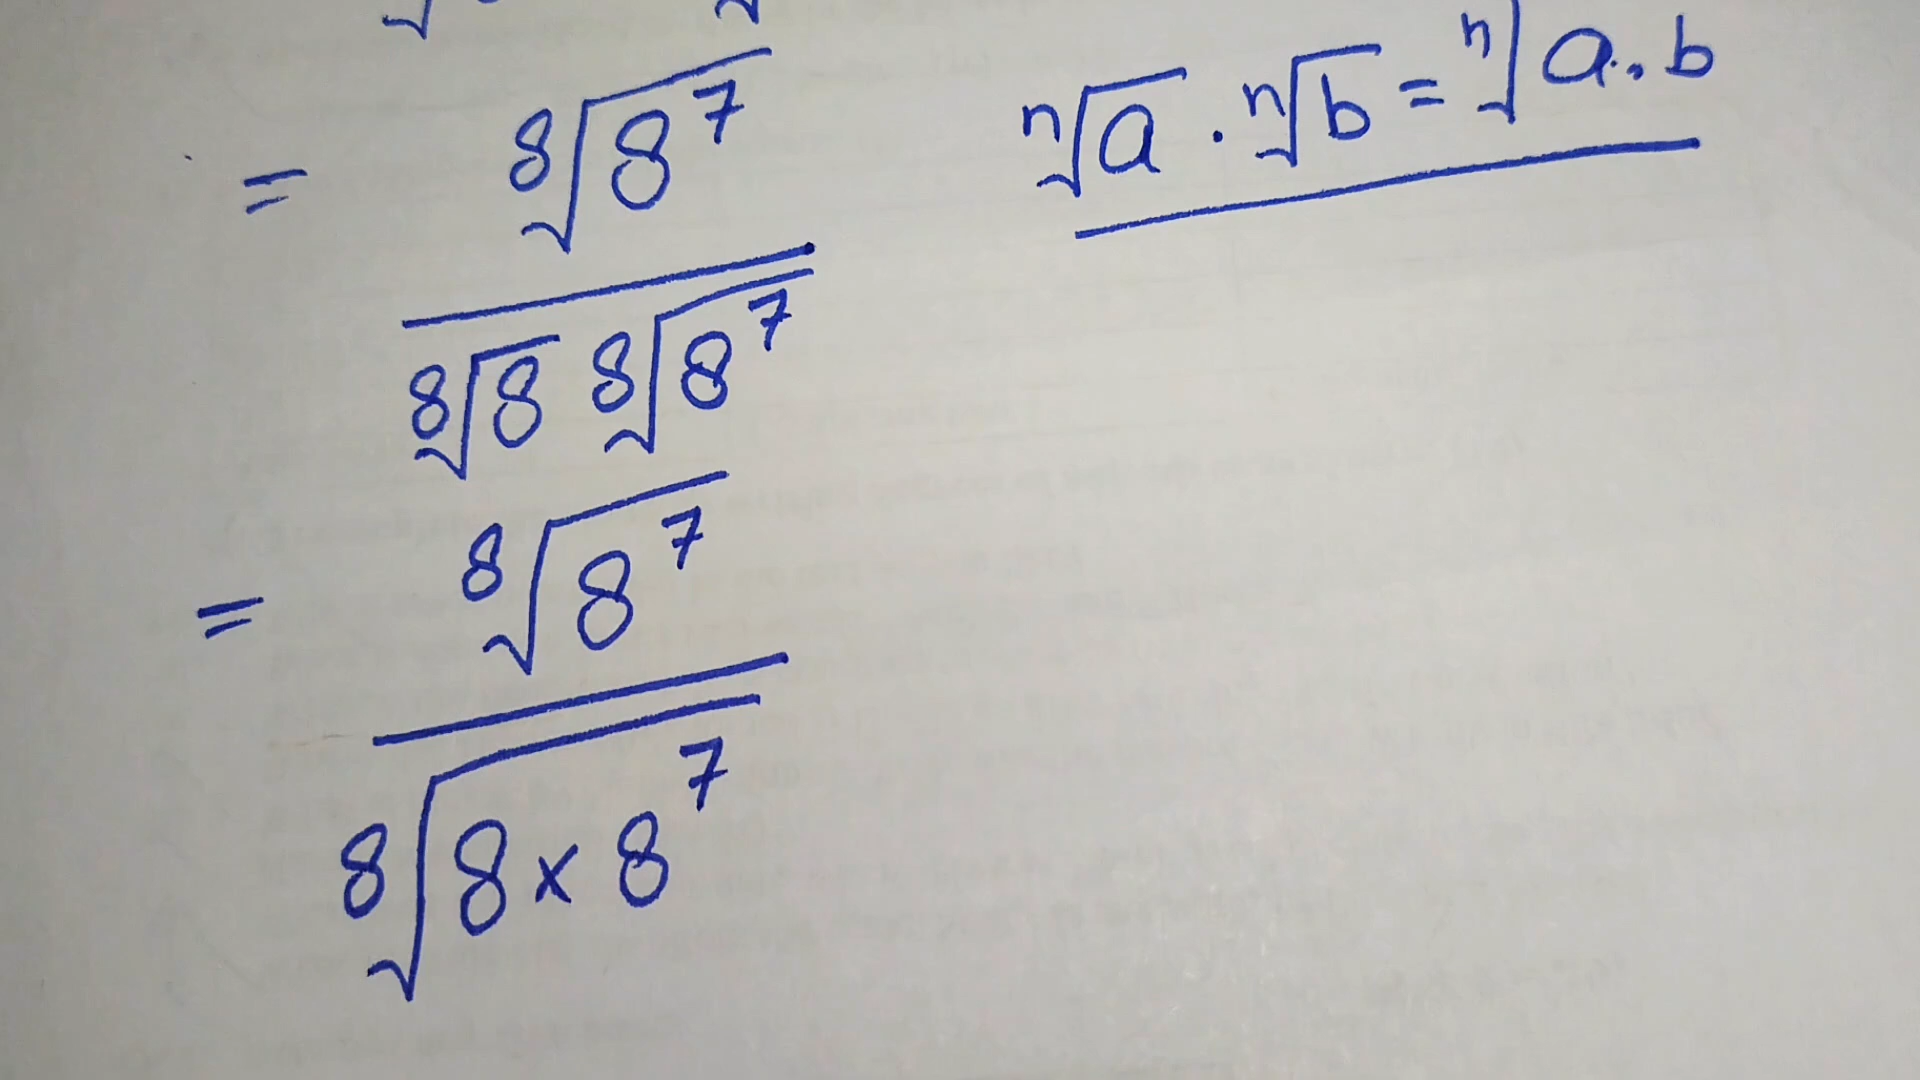 = ⁸√8⁷
ⁿ√a · ⁿ√b = ⁿ√a.b
⁸√8 ⁸√8⁷
= ⁸√8⁷
⁸√8×8⁷